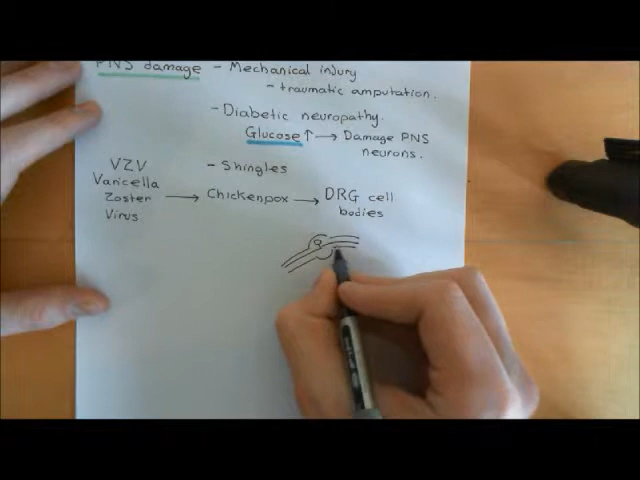 PNS damage - Mechanical injury
- traumatic amputation.
- Diabetic neuropathy.
Glucose ↑ → Damage PNS
neurons.
VZV - Shingles
Varicella
Zoster → Chickenpox → DRG cell
Virus bodies